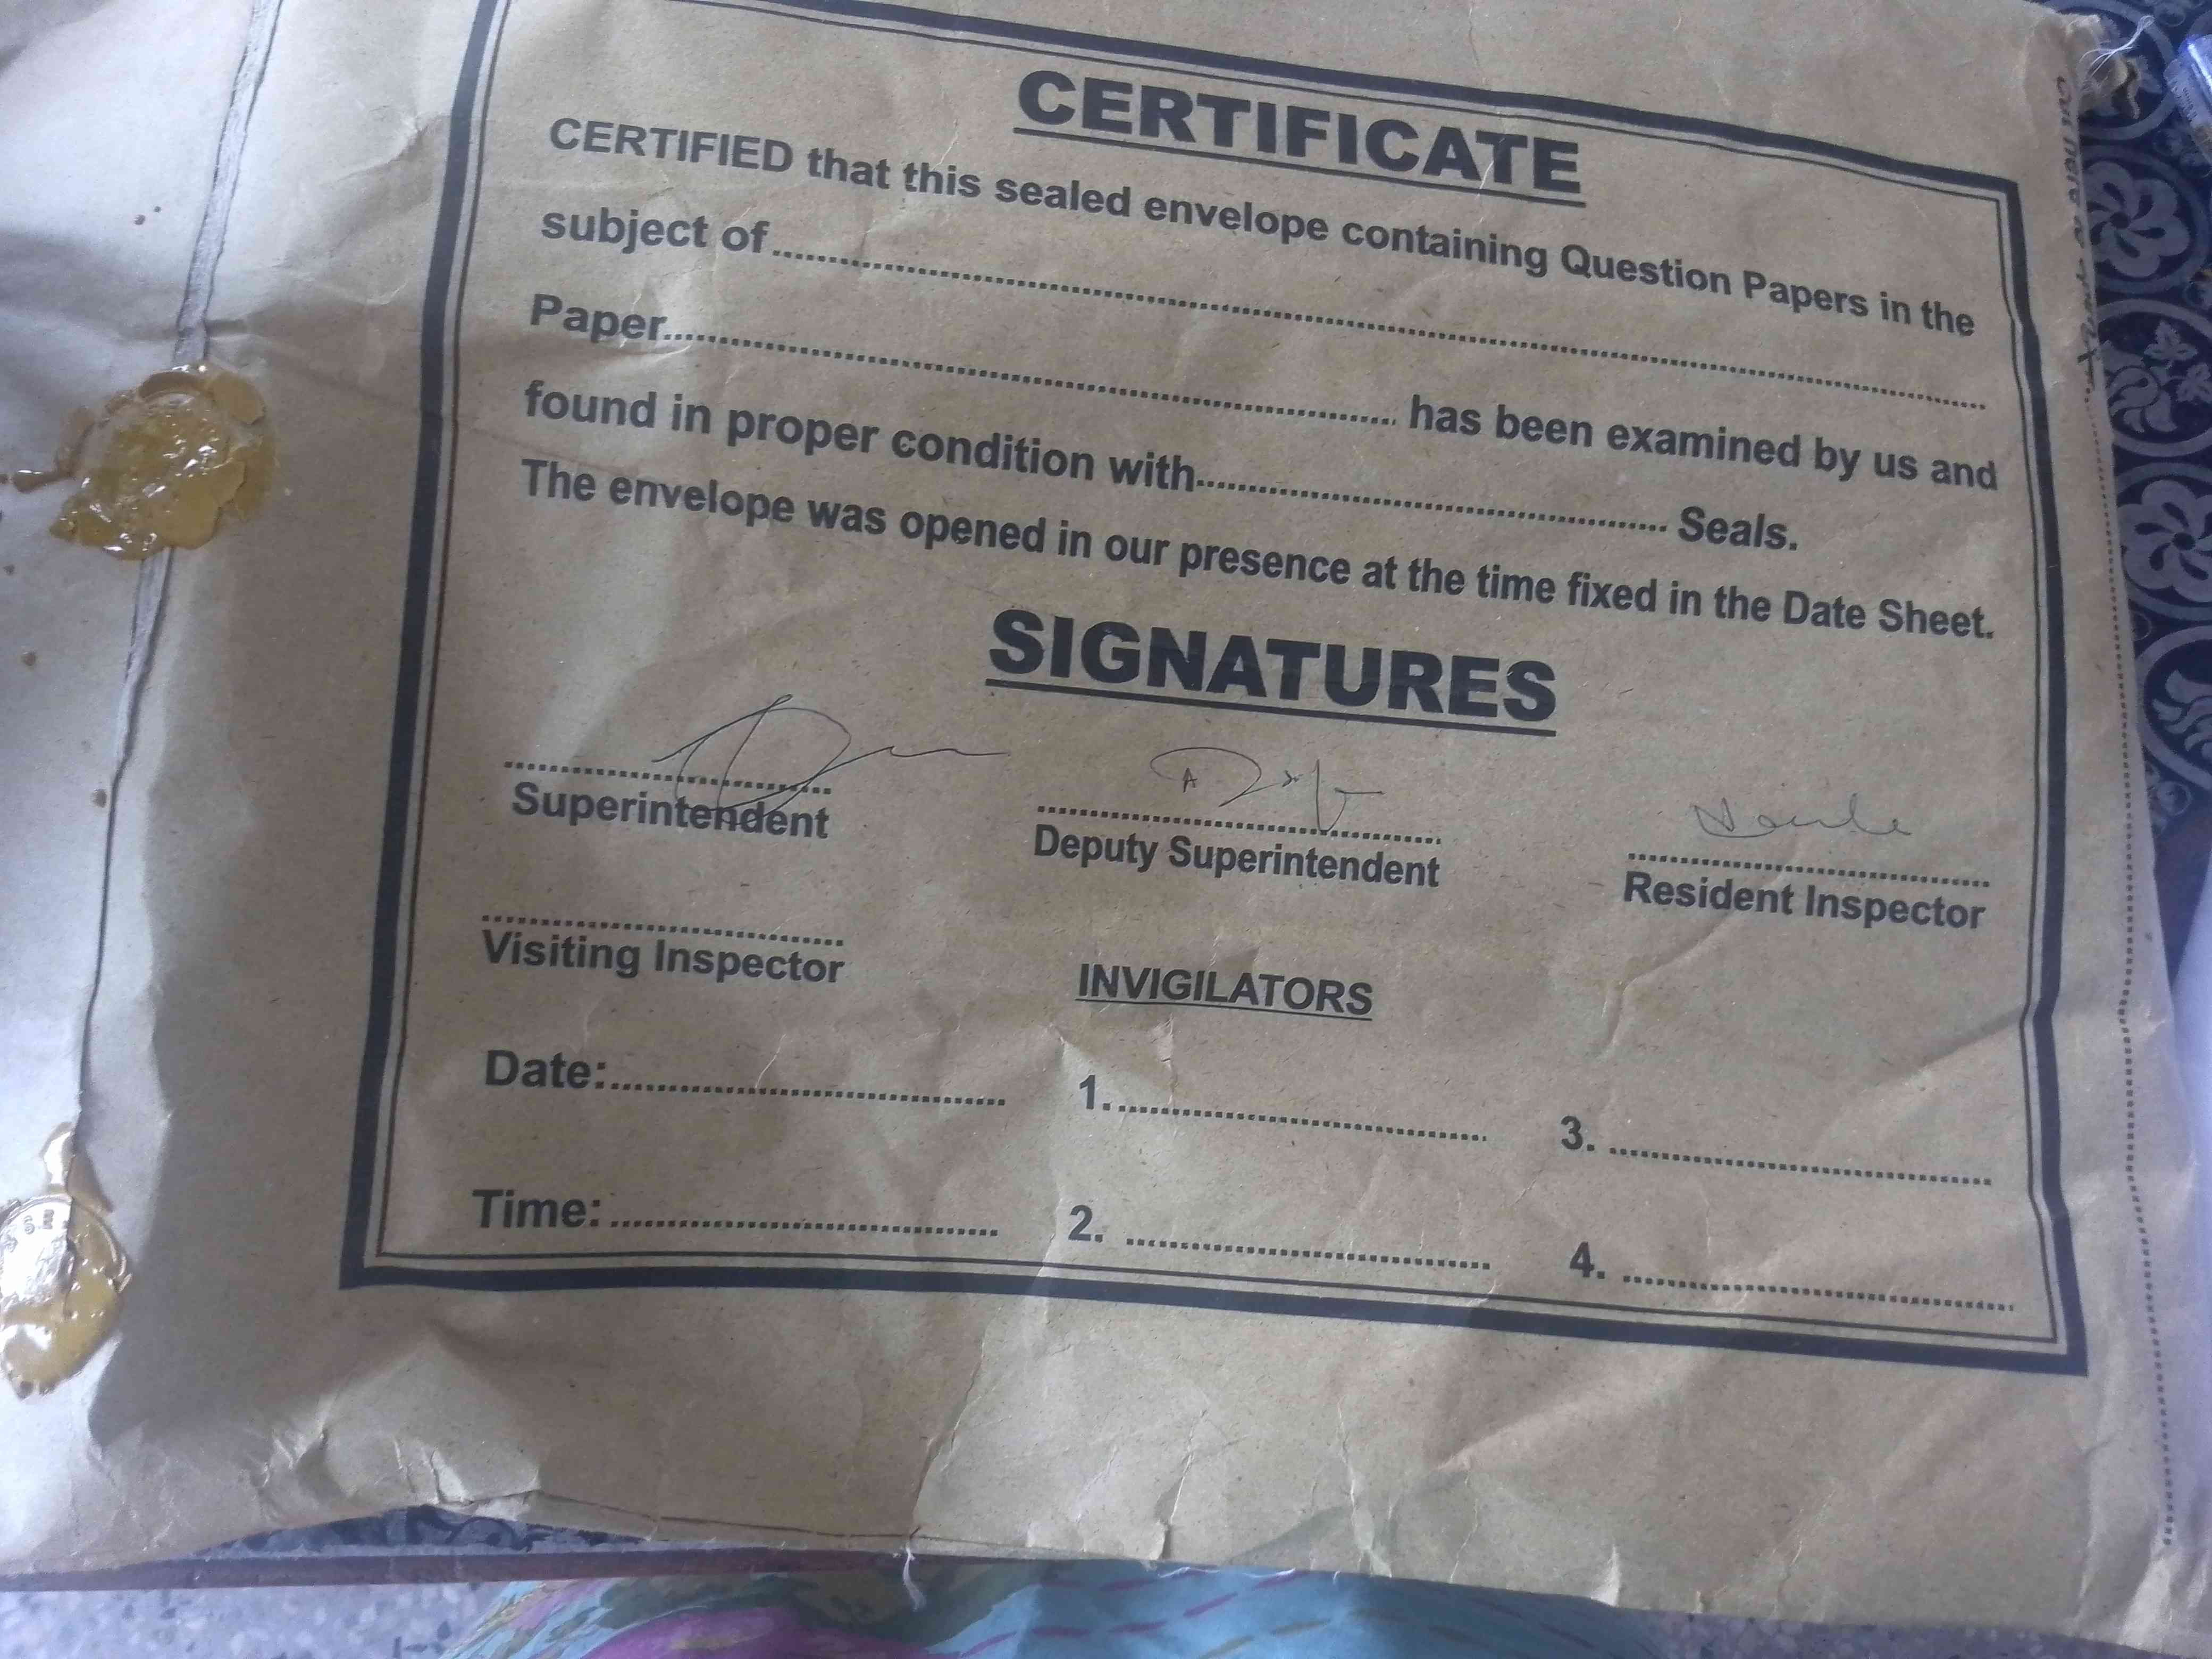 CERTIFICATE
CERTIFIED that this sealed envelope containing Question Papers in the
subject of
Paper has been examined by us and
found in proper condition with Seals.
The envelope was opened in our presence at the time fixed in the Date Sheet.
SIGNATURES
Superintendent Deputy Superintendent Resident Inspector
Visiting Inspector
INVIGILATORS
Date: 1. 3.
Time: 2. 4.